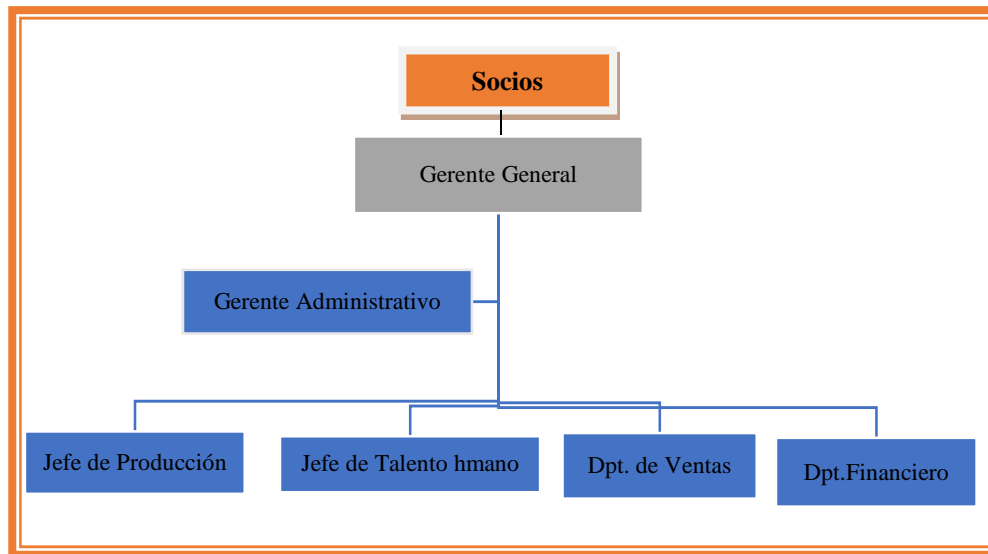 Socios
Gerente General
Gerente Administrativo
Jefe de Producción
Jefe de Talento hmano
Dpt. de Ventas
Dpt.Financiero